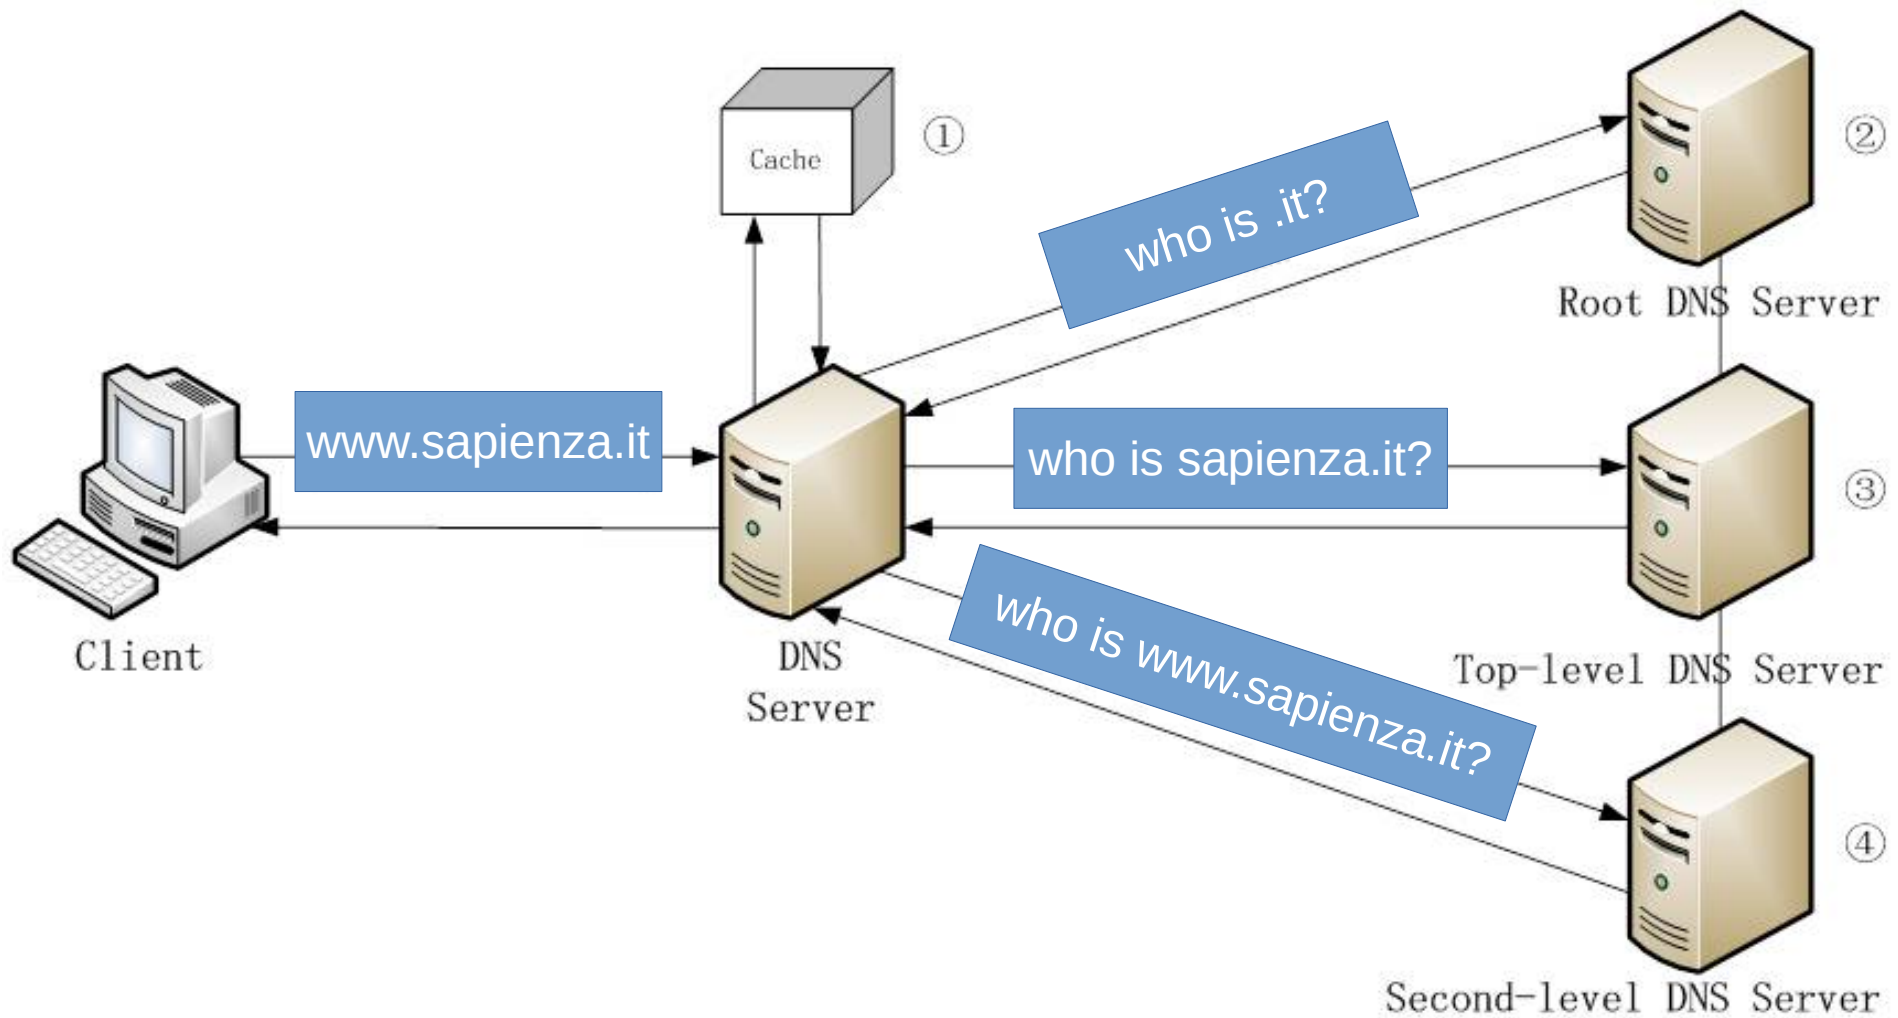 Cache
①
who is .it?
②
Root DNS Server
www.sapienza.it
who is sapienza.it?
③
Client
DNS
Server
Top-level DNS Server
who is www.sapienza.it?
④
Second-level DNS Server